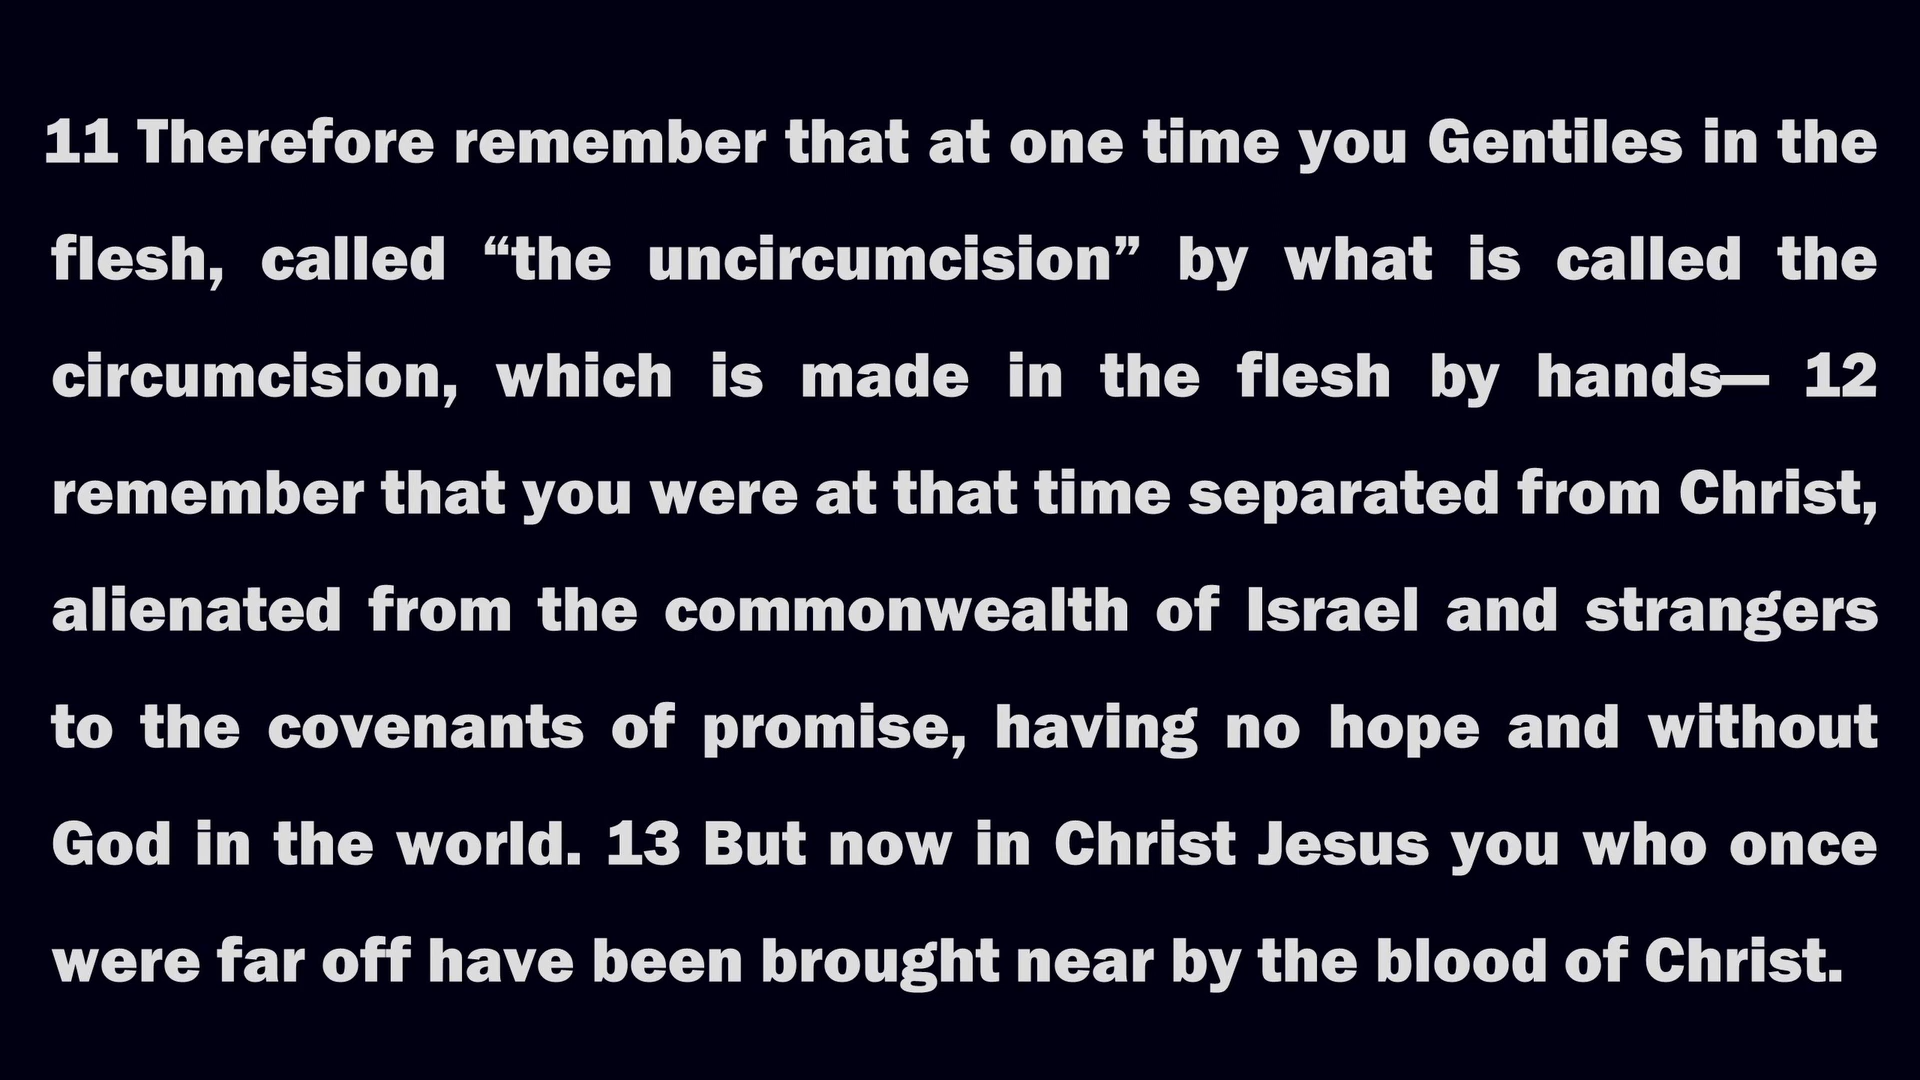 11 Therefore remember that at one time you Gentiles in the
flesh, called “the uncircumcision” by what is called the
circumcision, which is made in the flesh by hands— 12
remember that you were at that time separated from Christ,
alienated from the commonwealth of Israel and strangers
to the covenants of promise, having no hope and without
God in the world. 13 But now in Christ Jesus you who once
were far off have been brought near by the blood of Christ.